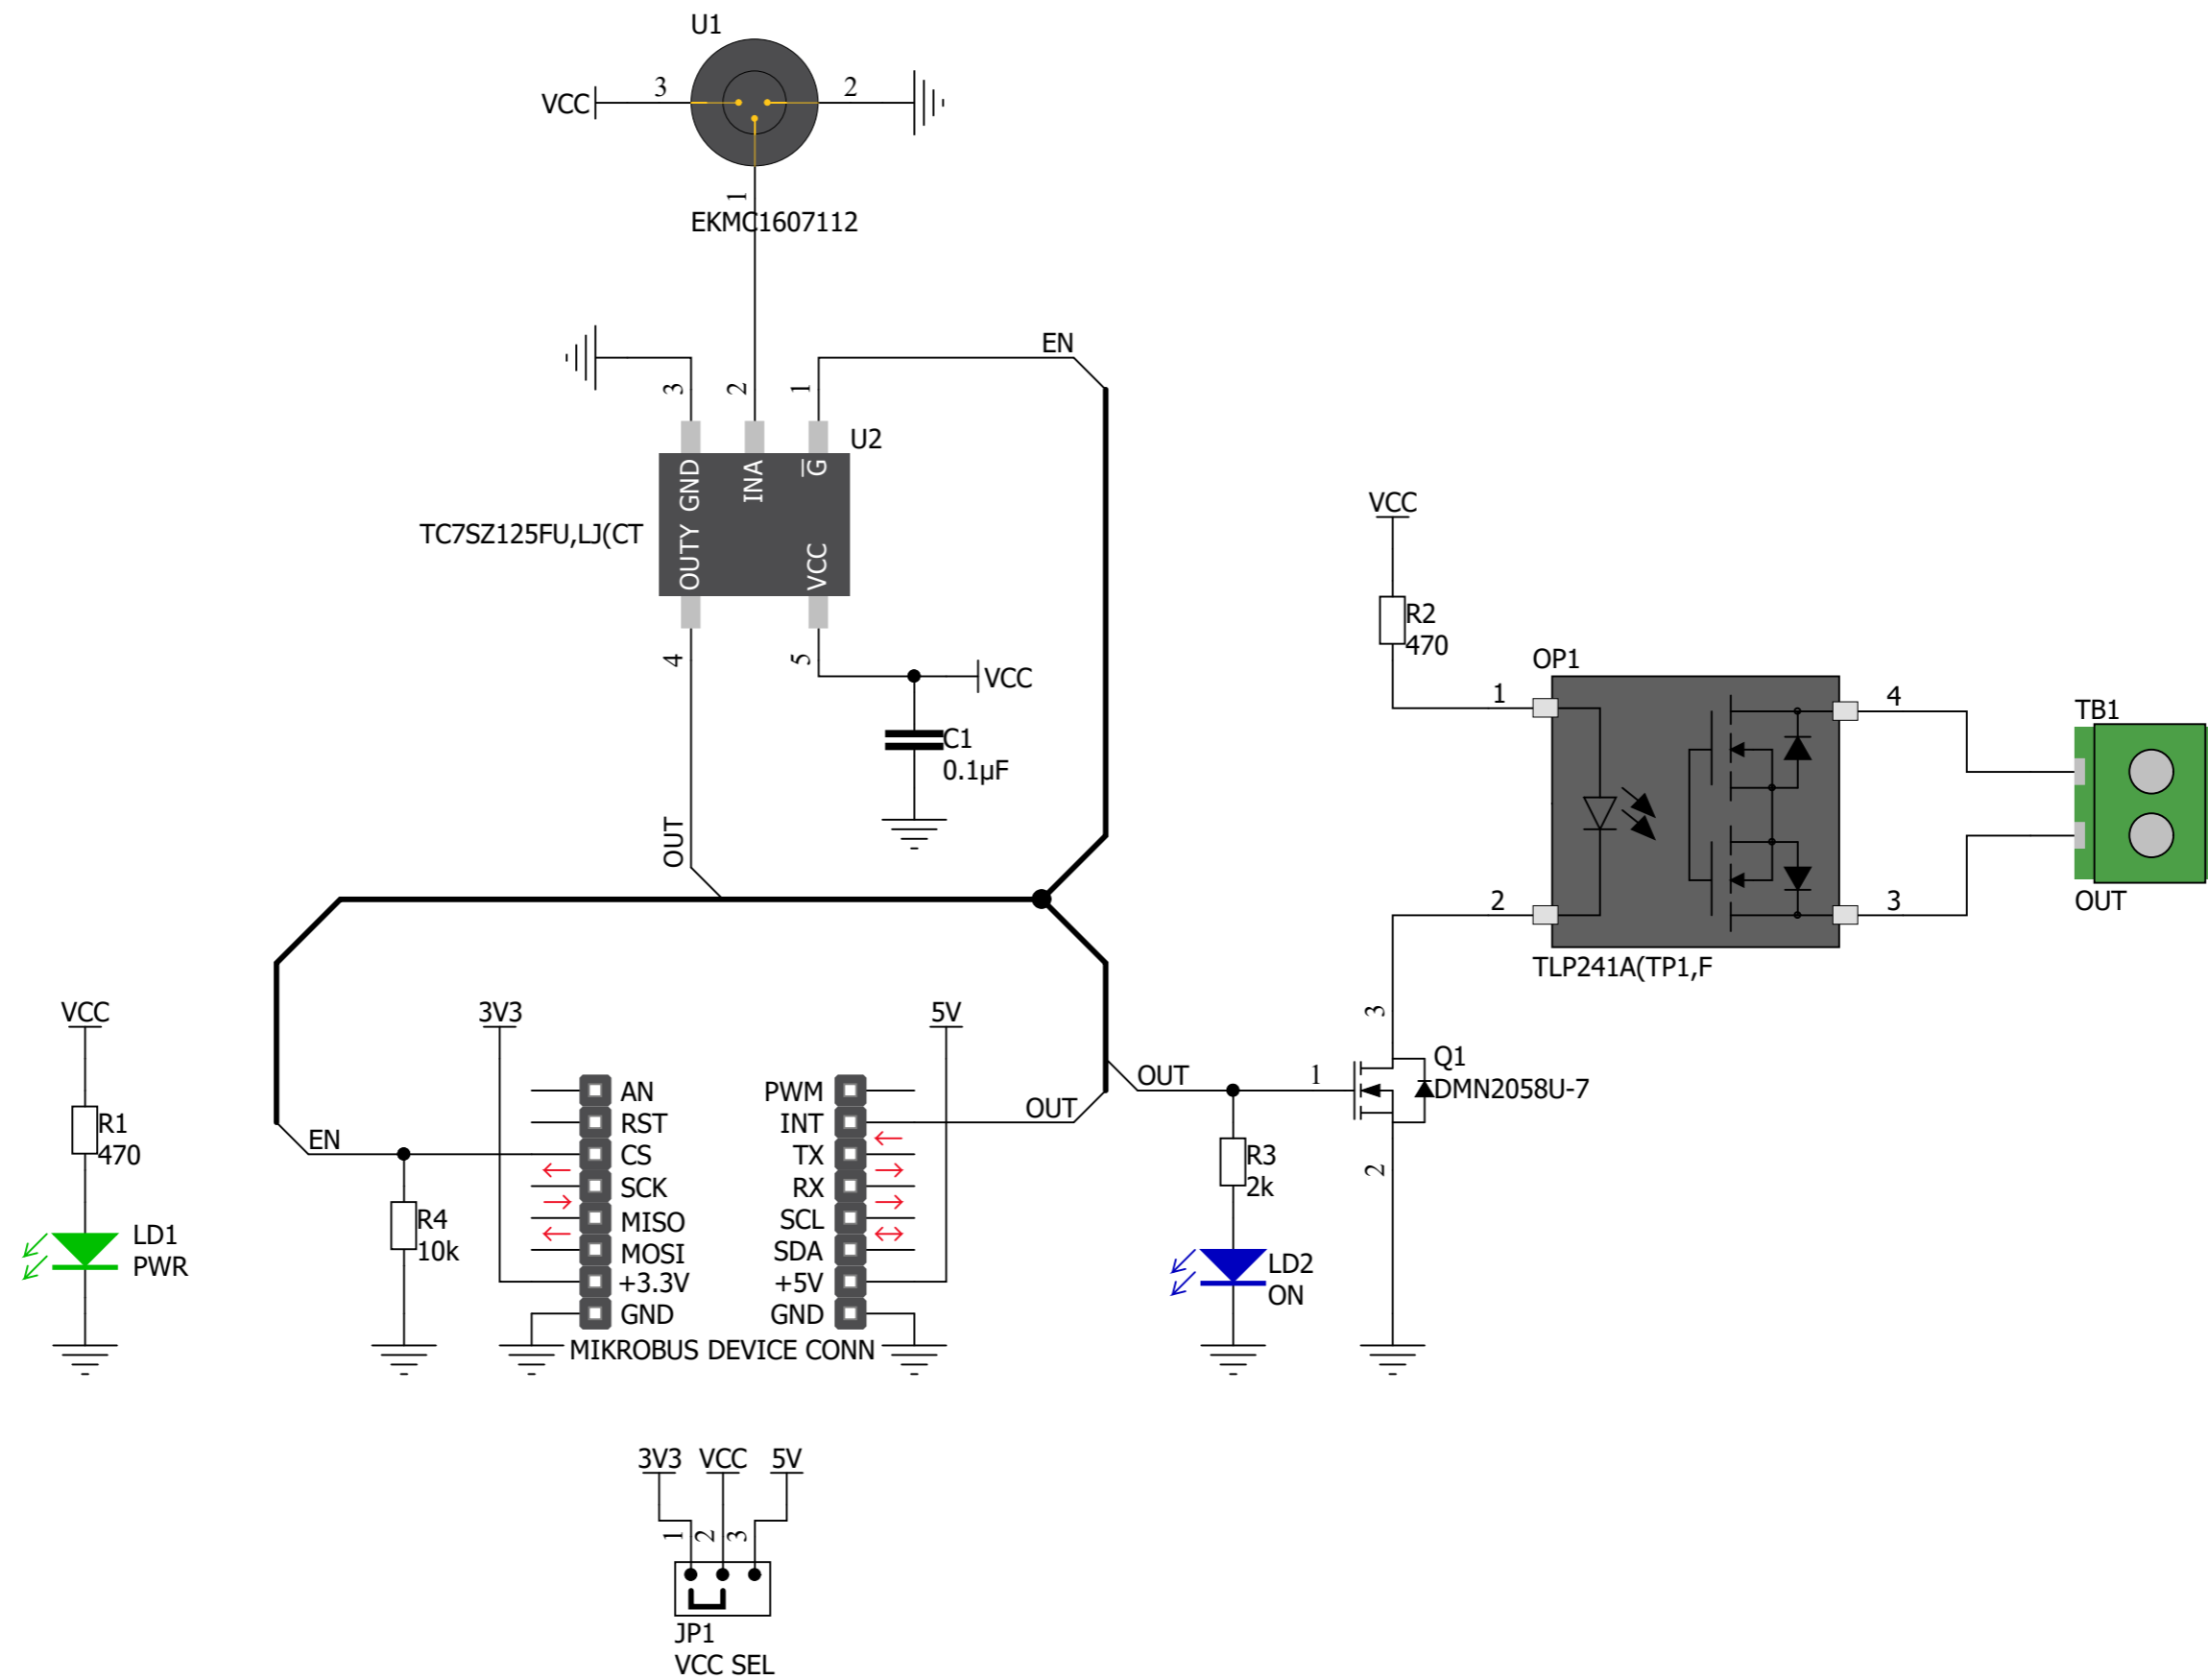 U1
VCC
3
2
1
EKMC1607112
EN
3
2
1
U2
GND
INA
G
TC7SZ125FU,LJ(CT
OUTY
VCC
4
5
VCC
C1
0.1µF
OUT
VCC
R2
470
OP1
1
4
TB1
2
3
OUT
TLP241A(TP1,F
VCC
R1
470
LD1
PWR
3V3
5V
EN
R4
10k
AN
RST
CS
SCK
MISO
MOSI
+3.3V
GND
PWM
INT
TX
RX
SCL
SDA
+5V
GND
MIKROBUS DEVICE CONN
OUT
OUT
1
3
Q1
DMN2058U-7
2
R3
2k
LD2
ON
3V3 VCC 5V
1 2 3
JP1
VCC SEL